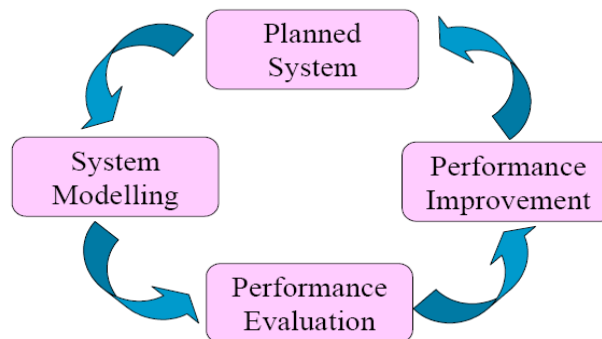 Planned
System
System
Modelling
Performance
Improvement
Performance
Evaluation